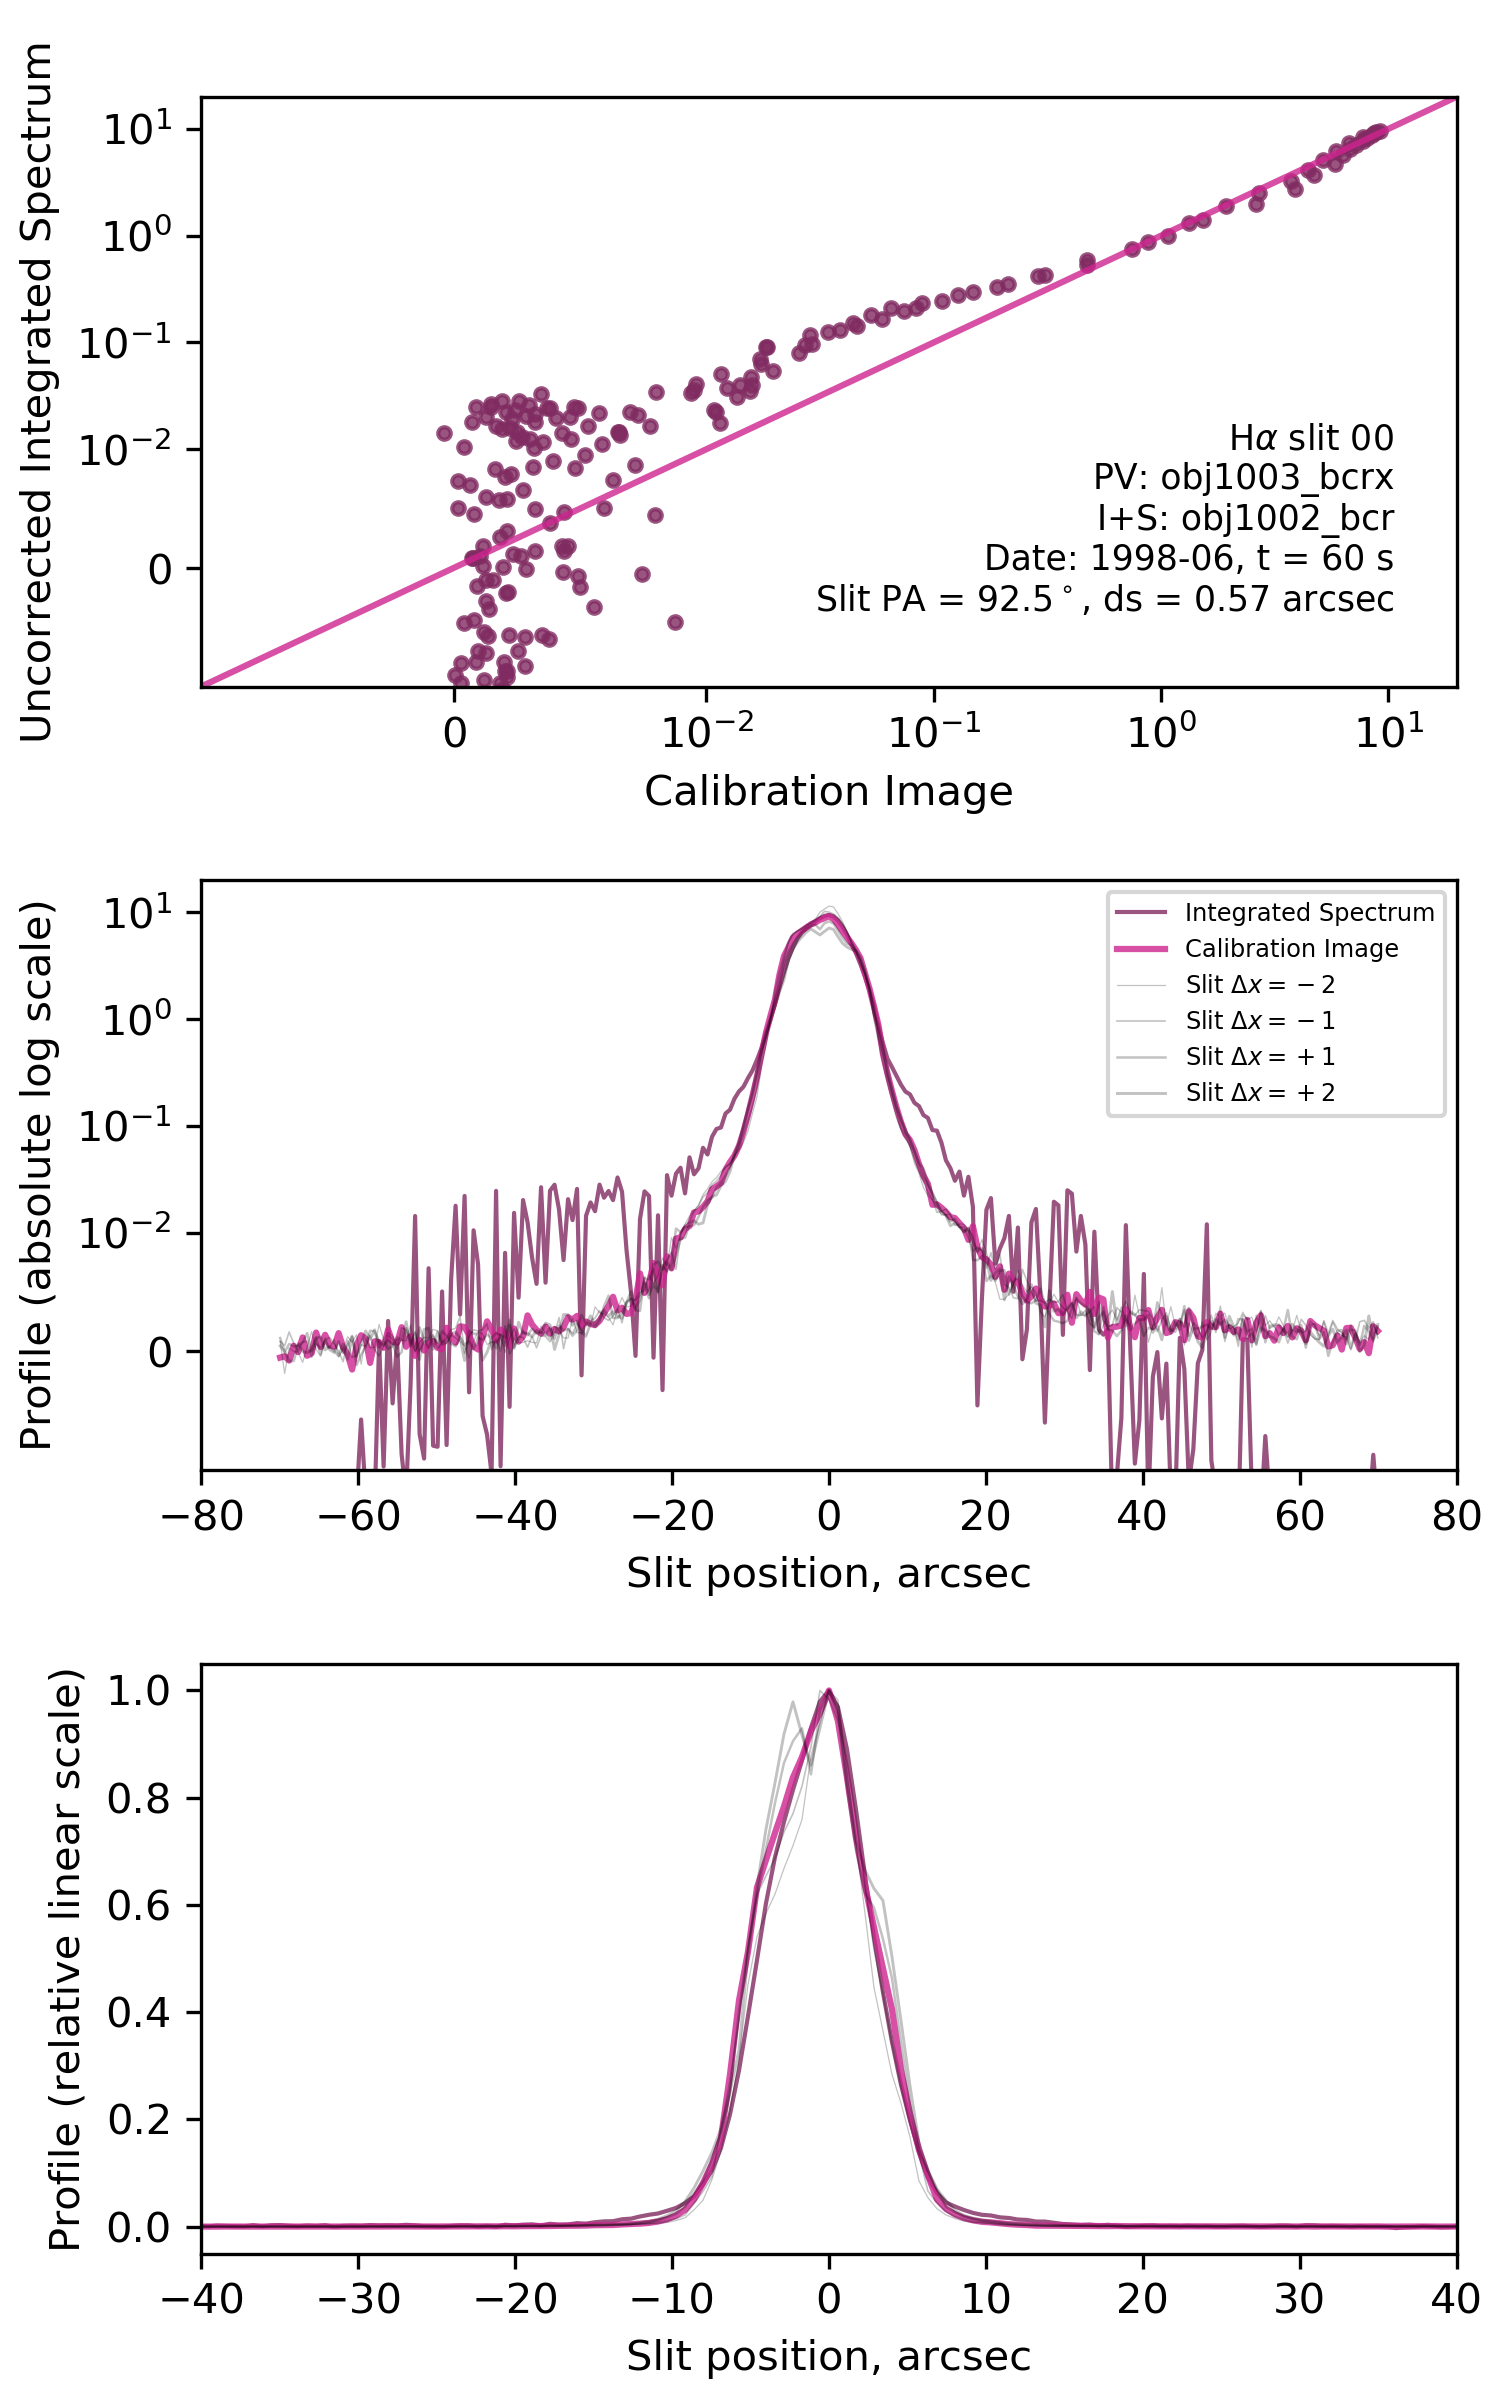 Uncorrected Integrated Spectrum
10¹
10⁰
10⁻¹
10⁻²
0
Hα slit 00
PV: obj1003_bcrx
I+S: obj1002_bcr
Date: 1998-06, t = 60 s
Slit PA = 92.5°, ds = 0.57 arcsec
0 10⁻² 10⁻¹ 10⁰ 10¹
Calibration Image
Profile (absolute log scale)
10¹
10⁰
10⁻¹
10⁻²
0
Integrated Spectrum
Calibration Image
Slit Δx = −2
Slit Δx = −1
Slit Δx = +1
Slit Δx = +2
−80 −60 −40 −20 0 20 40 60 80
Slit position, arcsec
Profile (relative linear scale)
1.0
0.8
0.6
0.4
0.2
0.0
−40 −30 −20 −10 0 10 20 30 40
Slit position, arcsec